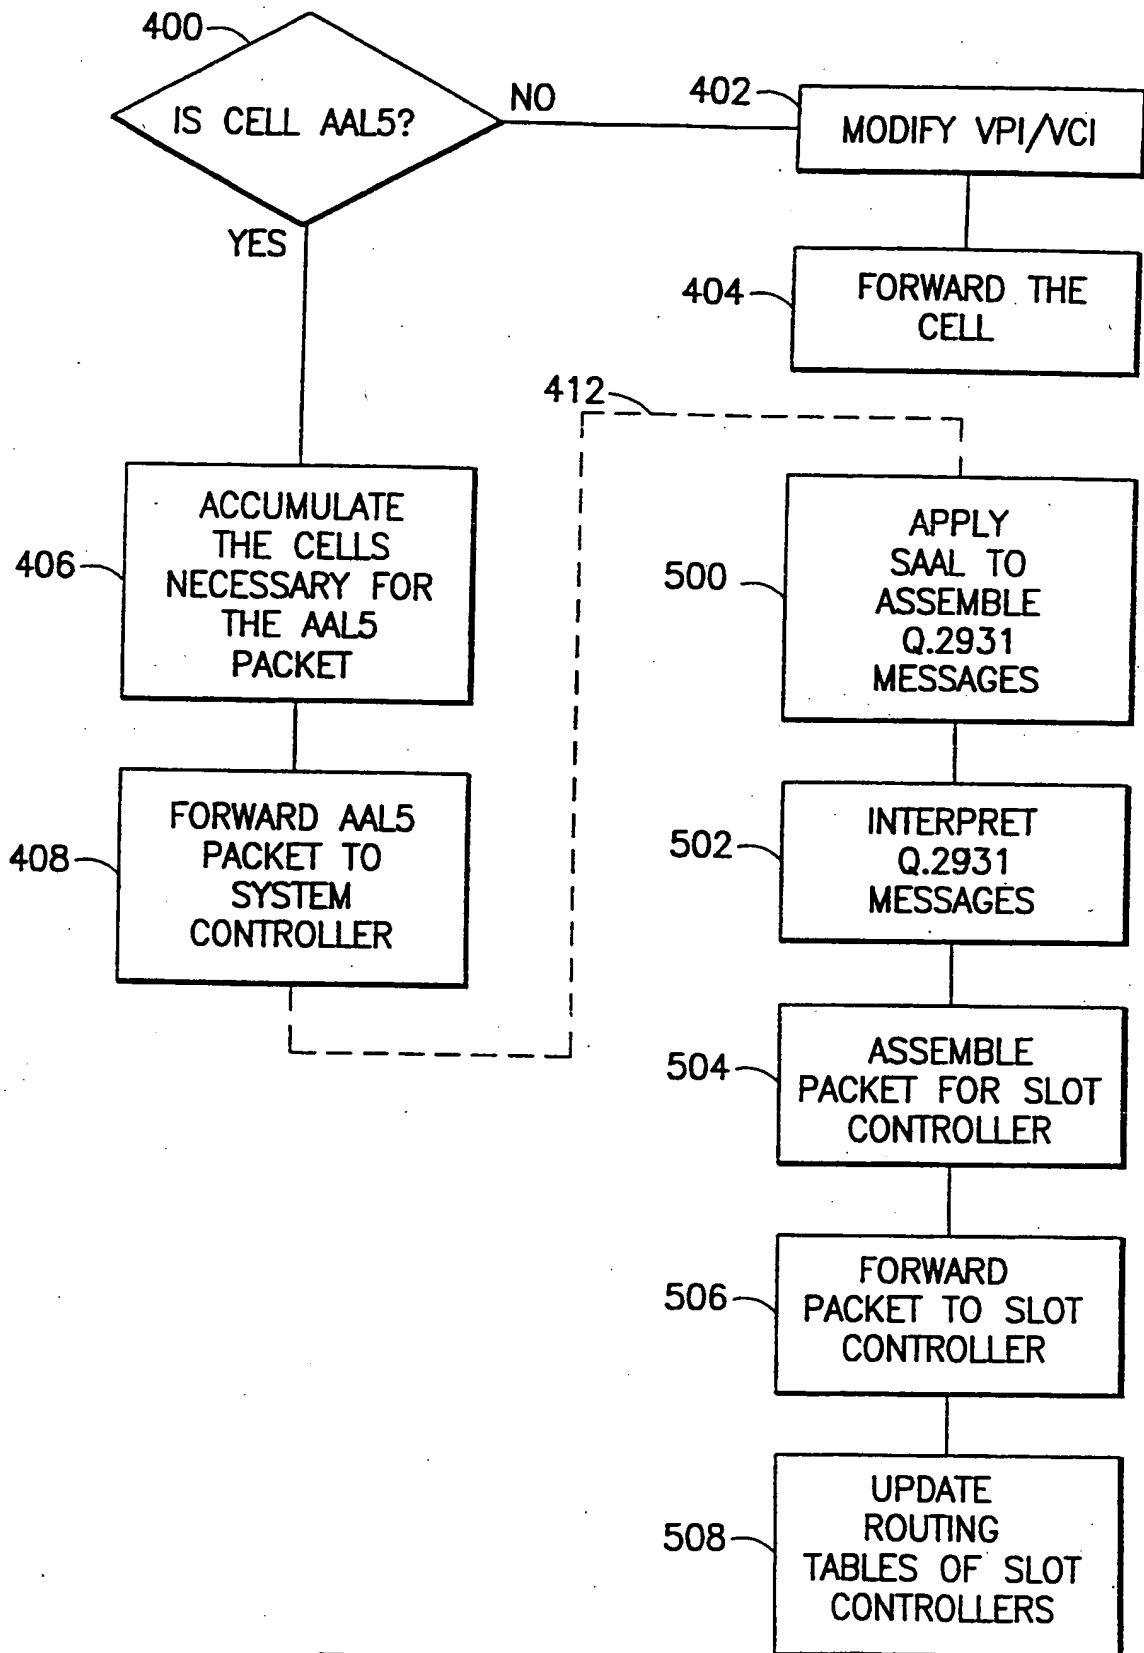 400
IS CELL AAL5?
NO
YES
402
MODIFY VPI/VCI
404
FORWARD THE
CELL
412
406
ACCUMULATE
THE CELLS
NECESSARY FOR
THE AAL5
PACKET
408
FORWARD AAL5
PACKET TO
SYSTEM
CONTROLLER
500
APPLY
SAAL TO
ASSEMBLE
Q.2931
MESSAGES
502
INTERPRET
Q.2931
MESSAGES
504
ASSEMBLE
PACKET FOR SLOT
CONTROLLER
506
FORWARD
PACKET TO SLOT
CONTROLLER
508
UPDATE
ROUTING
TABLES OF SLOT
CONTROLLERS